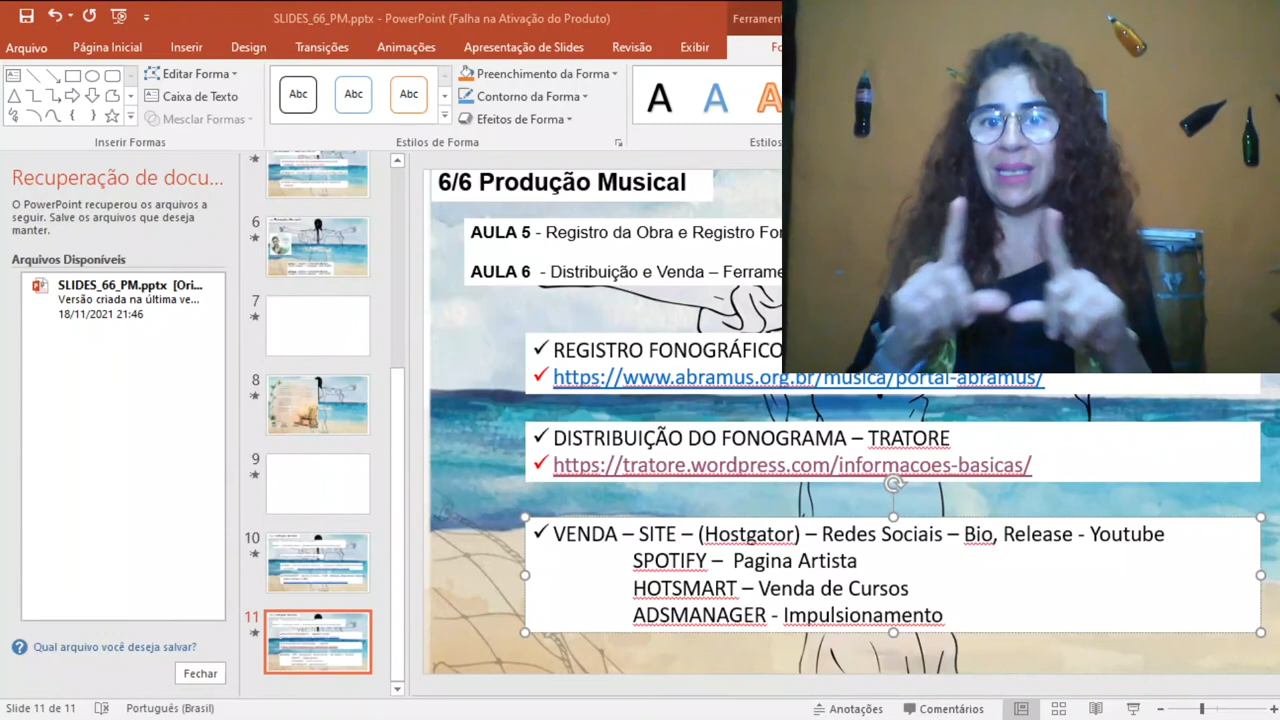 SLIDES_66_PM.pptx - PowerPoint (Falha na Ativação do Produto)
Arquivo
Página Inicial
Inserir
Design
Transições
Animações
Apresentação de Slides
Revisão
Exibir
Editar Forma
Caixa de Texto
Mesclar Formas
Inserir Formas
Abc
Abc
Abc
Preenchimento da Forma
Contorno da Forma
Efeitos de Forma
Estilos de Forma
A A A
Recuperação de docu...
O PowerPoint recuperou os arquivos a
seguir. Salve os arquivos que deseja
manter.
Arquivos Disponíveis
SLIDES_66_PM.pptx [Ori...
Versão criada na última ve...
18/11/2021 21:46
Qual arquivo você deseja salvar?
Fechar
6
7
8
9
10
11
6/6 Produção Musical
AULA 5 - Registro da Obra e Registro
AULA 6 - Distribuição e Venda –
✓ REGISTRO FONOGRÁFICO
✓ https://www.abramus.org.br/musica/portal-abramus/
✓ DISTRIBUIÇÃO DO FONOGRAMA – TRATORE
✓ https://tratore.wordpress.com/informacoes-basicas/
✓ VENDA – SITE – (Hostgator) – Redes Sociais – Bio, Release - Youtube
SPOTIFY – Pagina Artista
HOTSMART – Venda de Cursos
ADSMANAGER - Impulsionamento
Slide 11 de 11
Português (Brasil)
Anotações
Comentários